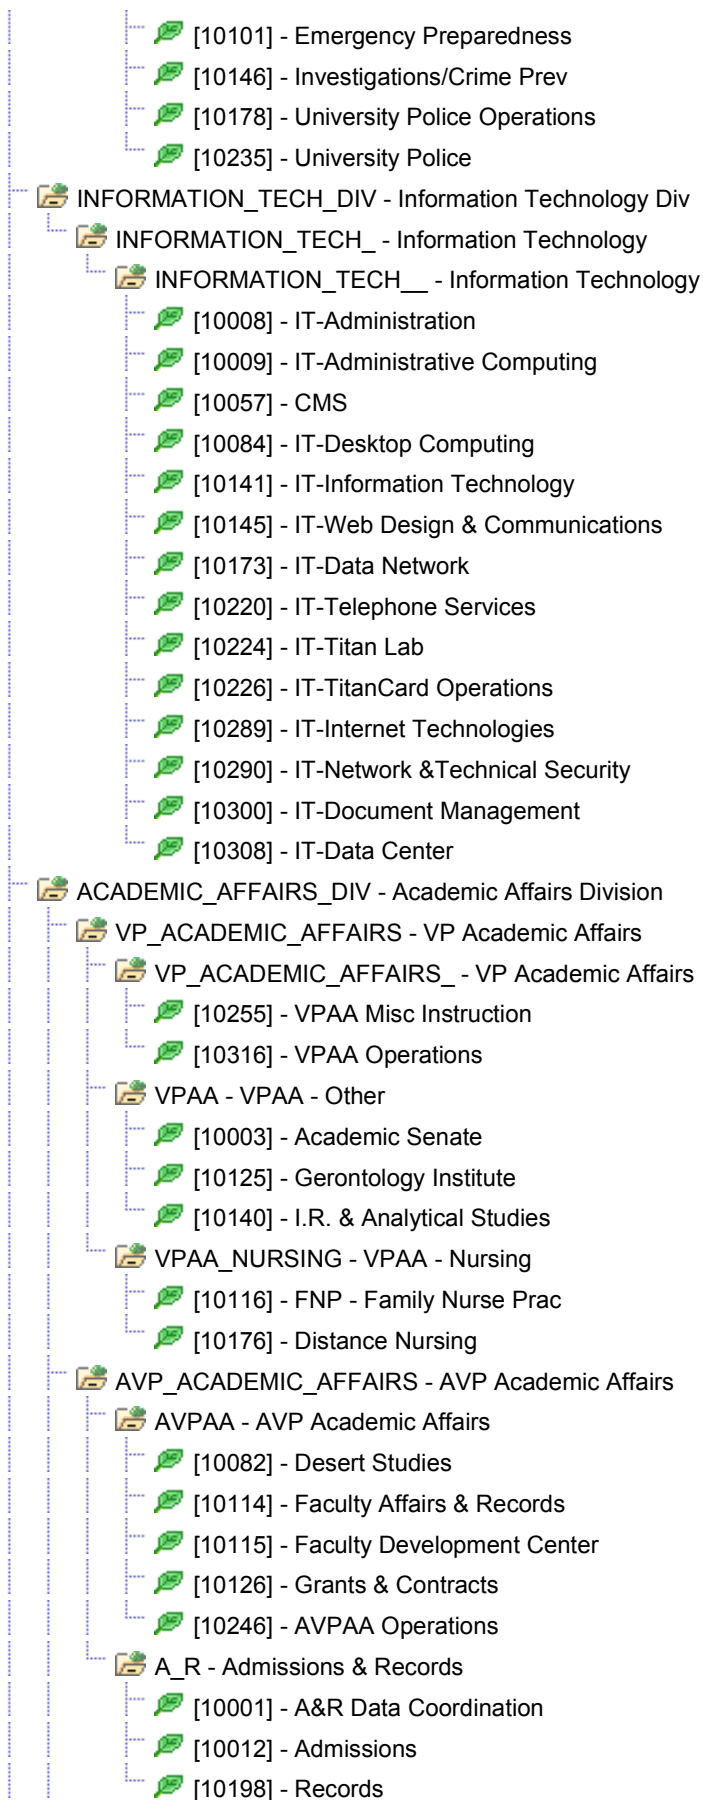 [10101] - Emergency Preparedness
[10146] - Investigations/Crime Prev
[10178] - University Police Operations
[10235] - University Police
INFORMATION_TECH_DIV - Information Technology Div
INFORMATION_TECH_ - Information Technology
INFORMATION_TECH__ - Information Technology
[10008] - IT-Administration
[10009] - IT-Administrative Computing
[10057] - CMS
[10084] - IT-Desktop Computing
[10141] - IT-Information Technology
[10145] - IT-Web Design & Communications
[10173] - IT-Data Network
[10220] - IT-Telephone Services
[10224] - IT-Titan Lab
[10226] - IT-TitanCard Operations
[10289] - IT-Internet Technologies
[10290] - IT-Network &Technical Security
[10300] - IT-Document Management
[10308] - IT-Data Center
ACADEMIC_AFFAIRS_DIV - Academic Affairs Division
VP_ACADEMIC_AFFAIRS - VP Academic Affairs
VP_ACADEMIC_AFFAIRS_ - VP Academic Affairs
[10255] - VPAA Misc Instruction
[10316] - VPAA Operations
VPAA - VPAA - Other
[10003] - Academic Senate
[10125] - Gerontology Institute
[10140] - I.R. & Analytical Studies
VPAA_NURSING - VPAA - Nursing
[10116] - FNP - Family Nurse Prac
[10176] - Distance Nursing
AVP_ACADEMIC_AFFAIRS - AVP Academic Affairs
AVPAA - AVP Academic Affairs
[10082] - Desert Studies
[10114] - Faculty Affairs & Records
[10115] - Faculty Development Center
[10126] - Grants & Contracts
[10246] - AVPAA Operations
A_R - Admissions & Records
[10001] - A&R Data Coordination
[10012] - Admissions
[10198] - Records